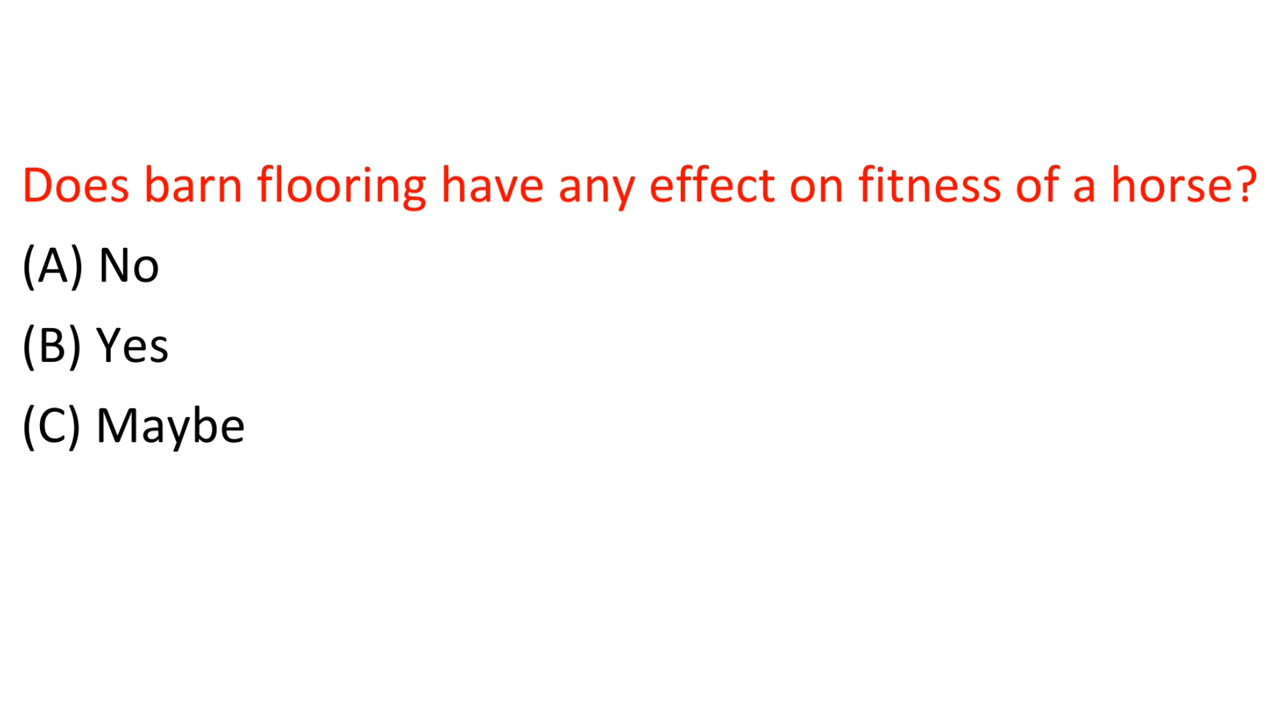 Does barn flooring have any effect on fitness of a horse?
(A) No
(B) Yes
(C) Maybe